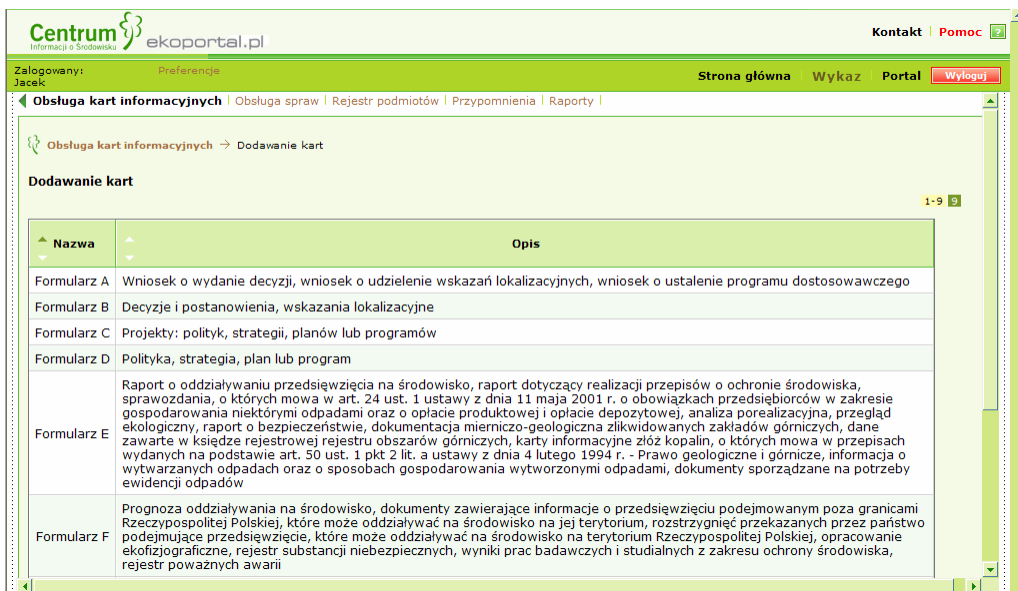 Centrum
Informacji o Środowisku
ekoportal.pl
Kontakt Pomoc ?
Zalogowany:
Jacek
Preferencje
Strona główna Wykaz Portal Wyloguj
Obsługa kart informacyjnych Obsługa spraw Rejestr podmiotów Przypomnienia Raporty
Obsługa kart informacyjnych → Dodawanie kart
Dodawanie kart
1-9 9
Nazwa Opis
Formularz A Wniosek o wydanie decyzji, wniosek o udzielenie wskazań lokalizacyjnych, wniosek o ustalenie programu dostosowawczego
Formularz B Decyzje i postanowienia, wskazania lokalizacyjne
Formularz C Projekty: polityk, strategii, planów lub programów
Formularz D Polityka, strategia, plan lub program
Formularz E
Raport o oddziaływaniu przedsięwzięcia na środowisko, raport dotyczący realizacji przepisów o ochronie środowiska,
sprawozdania, o których mowa w art. 24 ust. 1 ustawy z dnia 11 maja 2001 r. o obowiązkach przedsiębiorców w zakresie
gospodarowania niektórymi odpadami oraz o opłacie produktowej i opłacie depozytowej, analiza porealizacyjna, przegląd
ekologiczny, raport o bezpieczeństwie, dokumentacja mierniczo-geologiczna zlikwidowanych zakładów górniczych, dane
zawarte w księdze rejestrowej rejestru obszarów górniczych, karty informacyjne złóż kopalin, o których mowa w przepisach
wydanych na podstawie art. 50 ust. 1 pkt 2 lit. a ustawy z dnia 4 lutego 1994 r. - Prawo geologiczne i górnicze, informacja o
wytwarzanych odpadach oraz o sposobach gospodarowania wytworzonymi odpadami, dokumenty sporządzane na potrzeby
ewidencji odpadów
Formularz F
Prognoza oddziaływania na środowisko, dokumenty zawierające informacje o przedsięwzięciu podejmowanym poza granicami
Rzeczypospolitej Polskiej, które może oddziaływać na środowisko na jej terytorium, rozstrzygnięć przekazanych przez państwo
podejmujące przedsięwzięcie, które może oddziaływać na środowisko na terytorium Rzeczypospolitej Polskiej, opracowanie
ekofizjograficzne, rejestr substancji niebezpiecznych, wyniki prac badawczych i studialnych z zakresu ochrony środowiska,
rejestr poważnych awarii